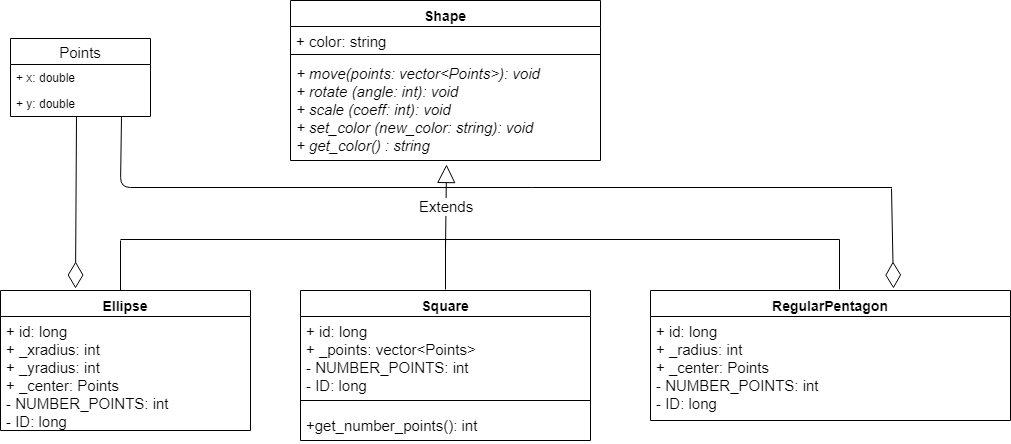 Shape
+ color: string
+ move(points: vector<Points>): void
+ rotate (angle: int): void
+ scale (coeff: int): void
+ set_color (new_color: string): void
+ get_color() : string
Points
+ x: double
+ y: double
Extends
Ellipse
+ id: long
+ _xradius: int
+ _yradius: int
+ _center: Points
- NUMBER_POINTS: int
- ID: long
Square
+ id: long
+ _points: vector<Points>
- NUMBER_POINTS: int
- ID: long
+get_number_points(): int
RegularPentagon
+ id: long
+ _radius: int
+ _center: Points
- NUMBER_POINTS: int
- ID: long